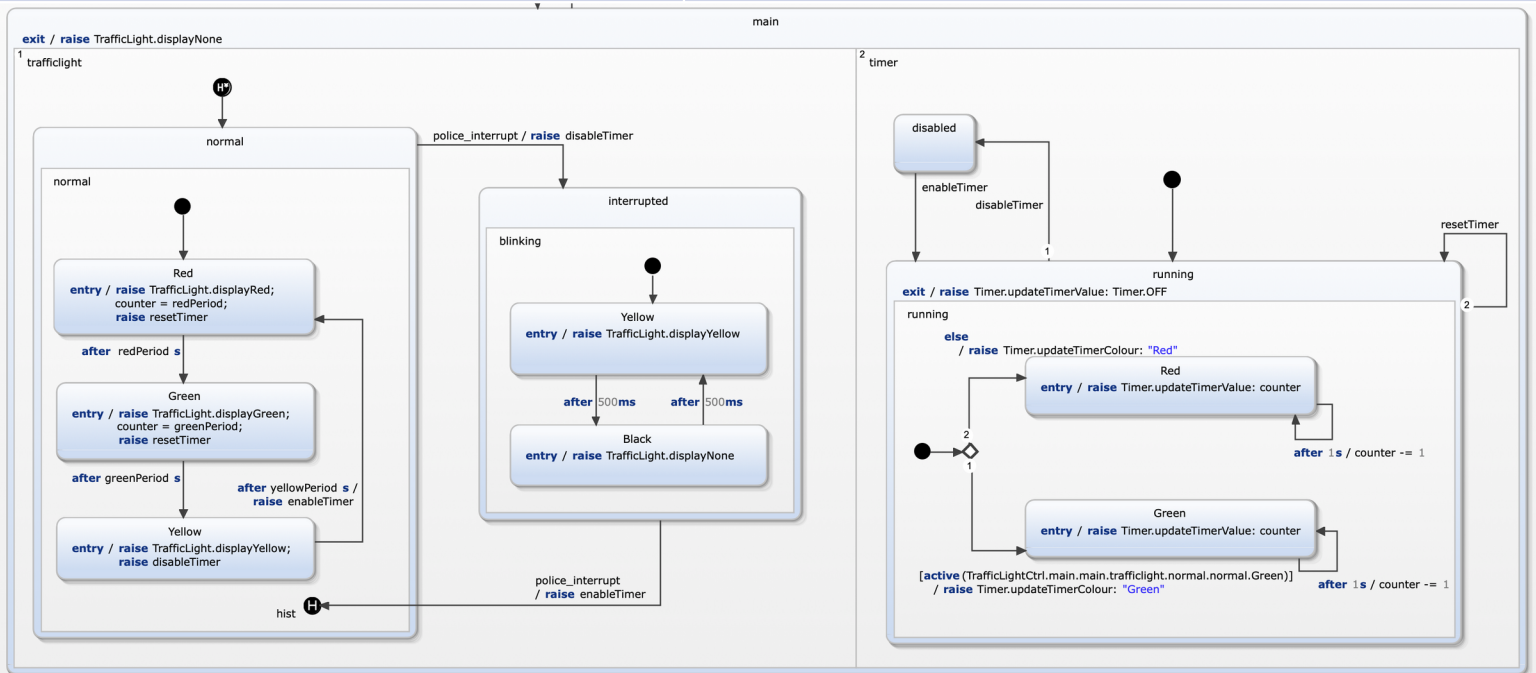 main
exit / raise TrafficLight.displayNone
1
trafficlight
H*
normal
normal
Red
entry / raise TrafficLight.displayRed;
counter = redPeriod;
raise resetTimer
after redPeriod s
Green
entry / raise TrafficLight.displayGreen;
counter = greenPeriod;
raise resetTimer
after greenPeriod s
after yellowPeriod s /
raise enableTimer
Yellow
entry / raise TrafficLight.displayYellow;
raise disableTimer
hist
H
police_interrupt / raise disableTimer
interrupted
blinking
Yellow
entry / raise TrafficLight.displayYellow
after 500ms
after 500ms
Black
entry / raise TrafficLight.displayNone
police_interrupt
/ raise enableTimer
2
timer
disabled
enableTimer
disableTimer
1
resetTimer
2
running
exit / raise Timer.updateTimerValue: Timer.OFF
running
else
/ raise Timer.updateTimerColour: "Red"
Red
entry / raise Timer.updateTimerValue: counter
after 1s / counter -= 1
2
1
Green
entry / raise Timer.updateTimerValue: counter
[active(TrafficLightCtrl.main.main.trafficlight.normal.normal.Green)]
/ raise Timer.updateTimerColour: "Green"
after 1s / counter -= 1